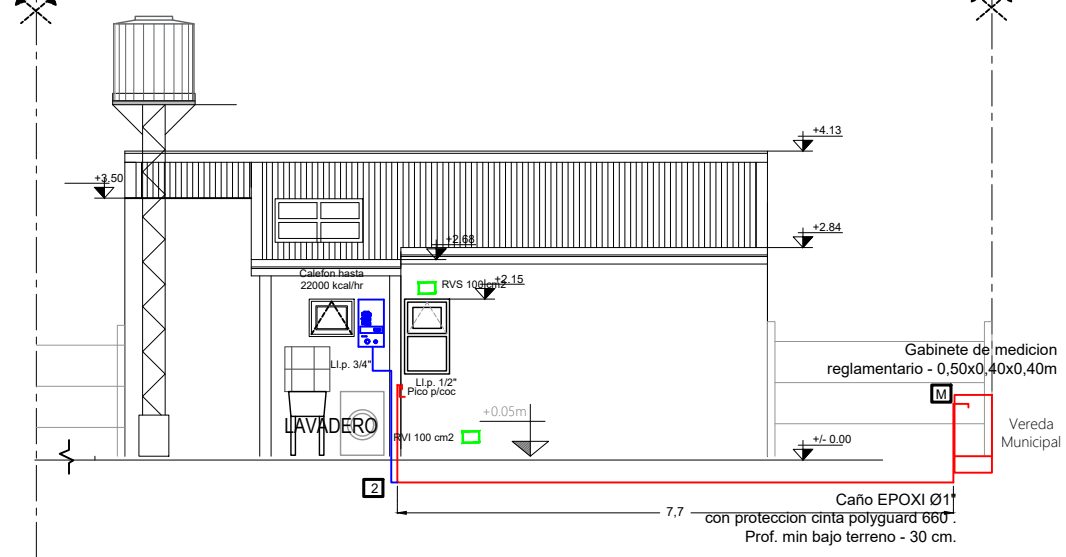 +4.13
+3.50
+2.84
+2.68
Calefon hasta
22000 kcal/hr
RVS 100 cm2
+2.15
Gabinete de medicion
reglamentario - 0,50x0,40x0,40m
Ll.p. 3/4"
Ll.p. 1/2"
Pico p/coc
M
+0.05m
LAVADERO
RVI 100 cm2
Vereda
Municipal
+/- 0.00
2
Caño EPOXI Ø1"
7,7
con proteccion cinta polyguard 660 .
Prof. min bajo terreno - 30 cm.